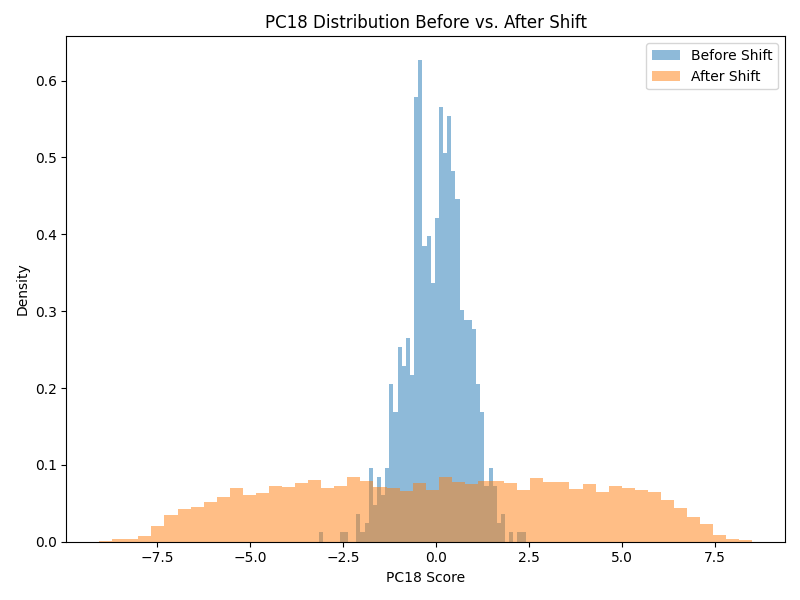 PC18 Distribution Before vs. After Shift
Before Shift
After Shift
Density
0.6
0.5
0.4
0.3
0.2
0.1
0.0
−7.5
−5.0
−2.5
0.0
2.5
5.0
7.5
PC18 Score